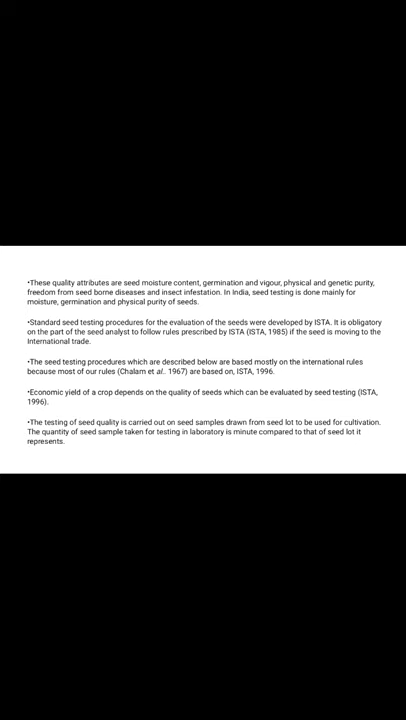 •These quality attributes are seed moisture content, germination and vigour, physical and genetic purity,
freedom from seed borne diseases and insect infestation. In India, seed testing is done mainly for
moisture, germination and physical purity of seeds.
•Standard seed testing procedures for the evaluation of the seeds were developed by ISTA. It is obligatory
on the part of the seed analyst to follow rules prescribed by ISTA (ISTA, 1985) if the seed is moving to the
International trade.
•The seed testing procedures which are described below are based mostly on the international rules
because most of our rules (Chalam et al.. 1967) are based on, ISTA, 1996.
•Economic yield of a crop depends on the quality of seeds which can be evaluated by seed testing (ISTA,
1996).
•The testing of seed quality is carried out on seed samples drawn from seed lot to be used for cultivation.
The quantity of seed sample taken for testing in laboratory is minute compared to that of seed lot it
represents.